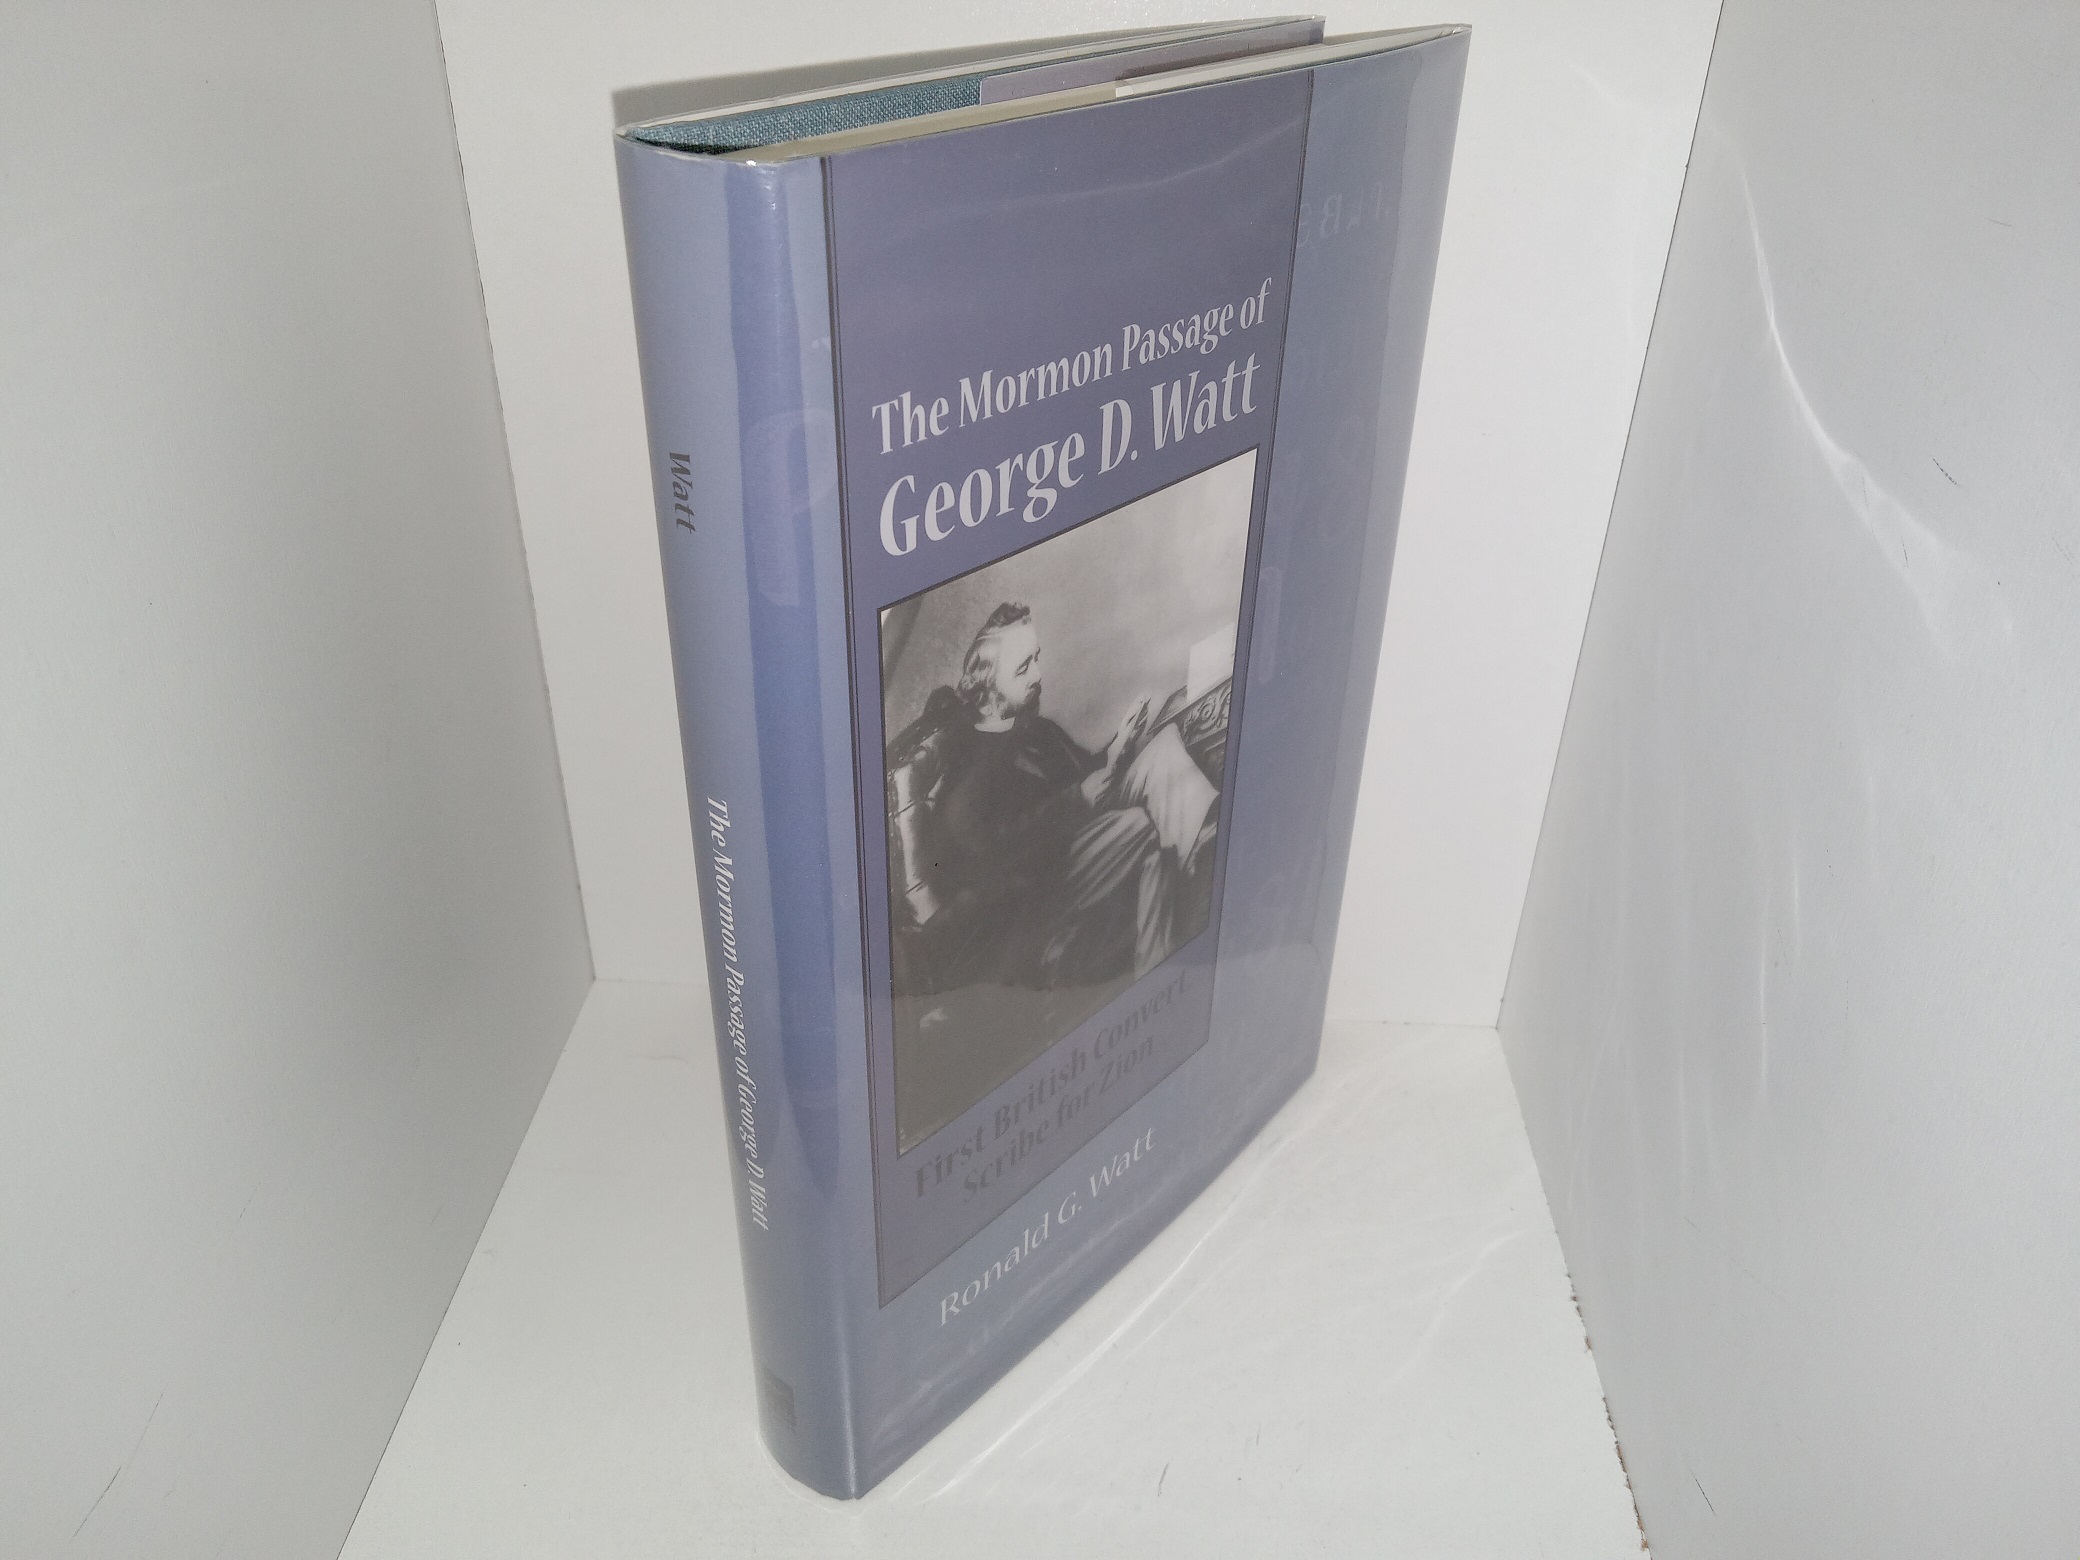 Watt
The Mormon Passage of George D. Watt
The Mormon Passage of
George D. Watt
First British Convert
Scribe for Zion
Ronald G. Watt